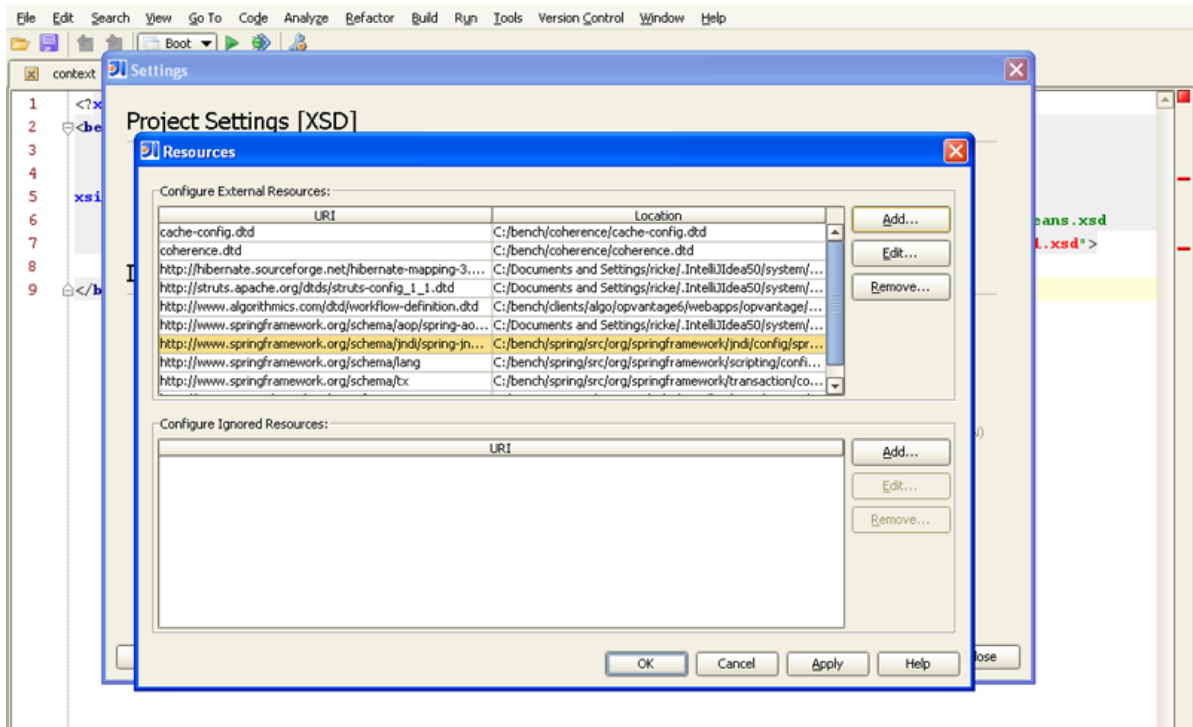 File Edit Search View Go To Code Analyze Refactor Build Run Tools Version Control Window Help
Boot
context
Settings
1 <?x
2 <be
3
4
5 xsi
6 eans.xsd
7 l.xsd">
8
9 </b
Project Settings [XSD]
Resources
Configure External Resources:
URI Location
cache-config.dtd C:/bench/coherence/cache-config.dtd
coherence.dtd C:/bench/coherence/coherence.dtd
http://hibernate.sourceforge.net/hibernate-mapping-3.... C:/Documents and Settings/ricke/.IntelliJIdea50/system/...
http://struts.apache.org/dtds/struts-config_1_1.dtd C:/Documents and Settings/ricke/.IntelliJIdea50/system/...
http://www.algorithmics.com/dtd/workflow-definition.dtd C:/bench/clients/algo/opvantage6/webapps/opvantage/...
http://www.springframework.org/schema/aop/spring-ao... C:/Documents and Settings/ricke/.IntelliJIdea50/system/...
http://www.springframework.org/schema/jndi/spring-jn... C:/bench/spring/src/org/springframework/jndi/config/spr...
http://www.springframework.org/schema/lang C:/bench/spring/src/org/springframework/scripting/confi...
http://www.springframework.org/schema/tx C:/bench/spring/src/org/springframework/transaction/co...
Add...
Edit...
Remove...
Configure Ignored Resources:
URI
Add...
Edit...
Remove...
OK Cancel Apply Help
lose